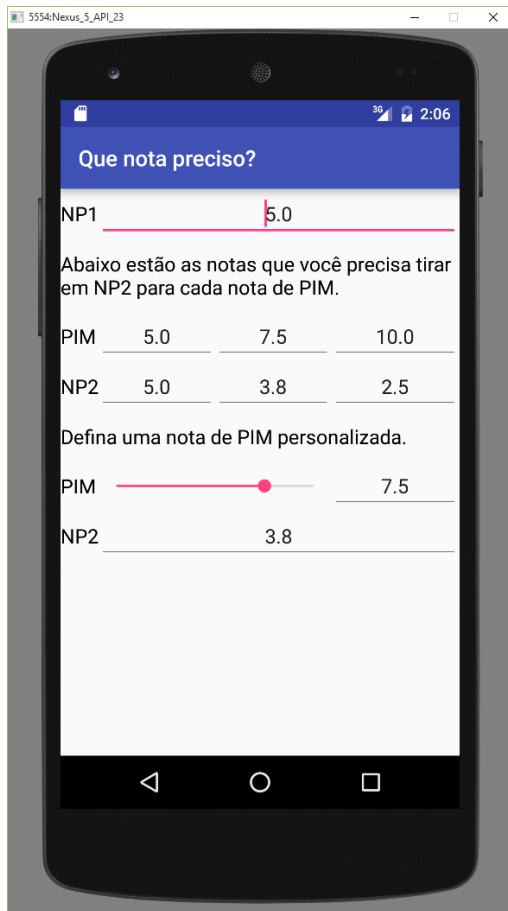 5554:Nexus_5_API_23
3G 2:06
Que nota preciso?
NP1 5.0
Abaixo estão as notas que você precisa tirar
em NP2 para cada nota de PIM.
PIM 5.0 7.5 10.0
NP2 5.0 3.8 2.5
Defina uma nota de PIM personalizada.
PIM 7.5
NP2 3.8